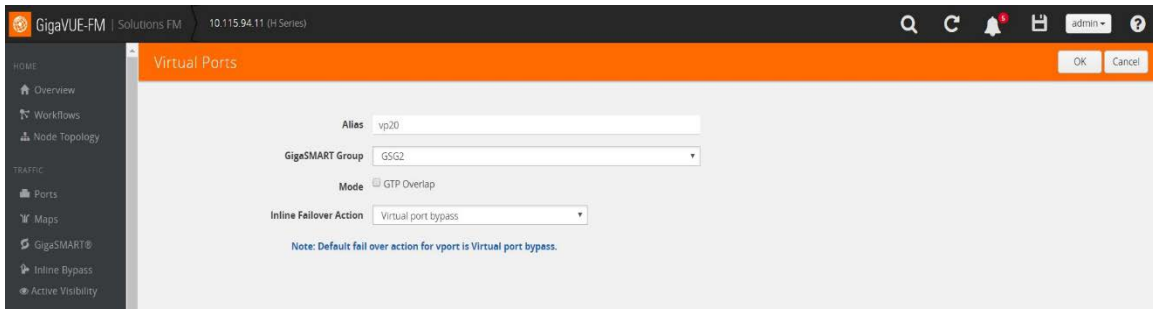 GigaVUE-FM | Solutions FM 10.115.94.11 (H Series) 5 admin ?
HOME
Overview
Workflows
Node Topology
TRAFFIC
Ports
Maps
GigaSMART®
Inline Bypass
Active Visibility
Virtual Ports OK Cancel
Alias vp20
GigaSMART Group GSG2
Mode GTP Overlap
Inline Failover Action Virtual port bypass
Note: Default fail over action for vport is Virtual port bypass.